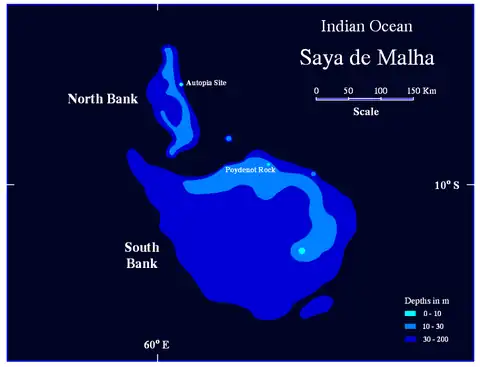 Indian Ocean
Saya de Malha
Autopia Site
North Bank
0 50 100 150 Km
Scale
Poydenot Rock
10° S
South
Bank
Depths in m
0 - 10
10 - 30
30 - 200
60° E